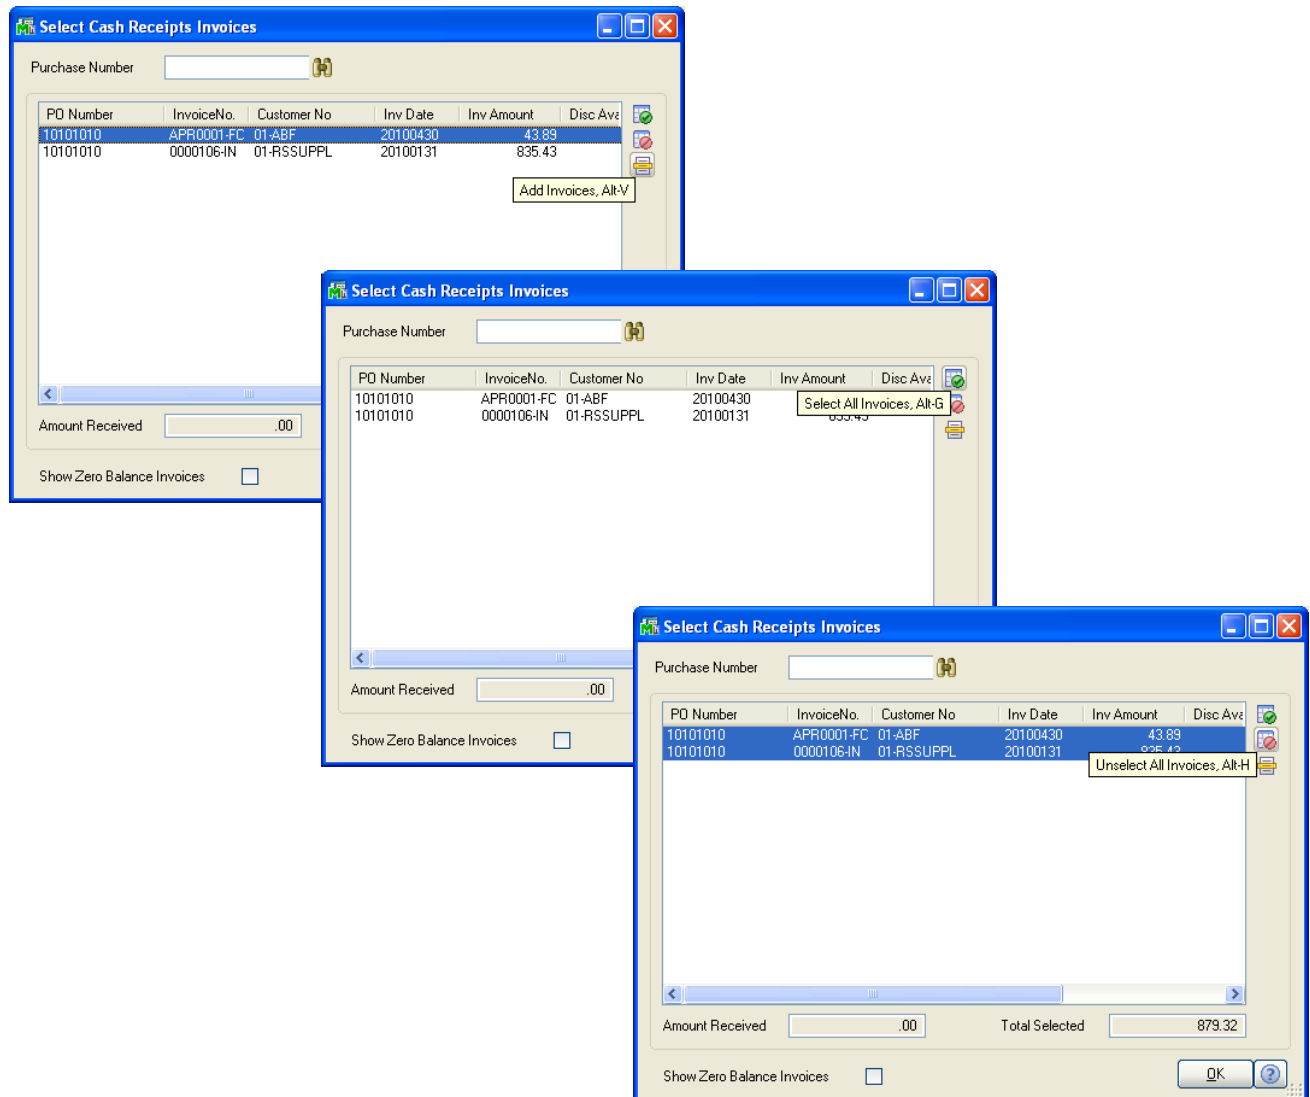 Select Cash Receipts Invoices
Purchase Number
PO Number InvoiceNo. Customer No Inv Date Inv Amount Disc Ava
10101010 APR0001-FC 01-ABF 20100430 43.89
10101010 0000106-IN 01-RSSUPPL 20100131 835.43
Add Invoices, Alt-V
Amount Received .00
Show Zero Balance Invoices
Select Cash Receipts Invoices
Purchase Number
PO Number InvoiceNo. Customer No Inv Date Inv Amount Disc Ava
10101010 APR0001-FC 01-ABF 20100430
Select All Invoices, Alt-G
10101010 0000106-IN 01-RSSUPPL 20100131 835.43
Amount Received .00
Show Zero Balance Invoices
Select Cash Receipts Invoices
Purchase Number
PO Number InvoiceNo. Customer No Inv Date Inv Amount Disc Ava
10101010 APR0001-FC 01-ABF 20100430 43.89
10101010 0000106-IN 01-RSSUPPL 20100131 835.43
Unselect All Invoices, Alt-H
Amount Received .00 Total Selected 879.32
Show Zero Balance Invoices OK ?